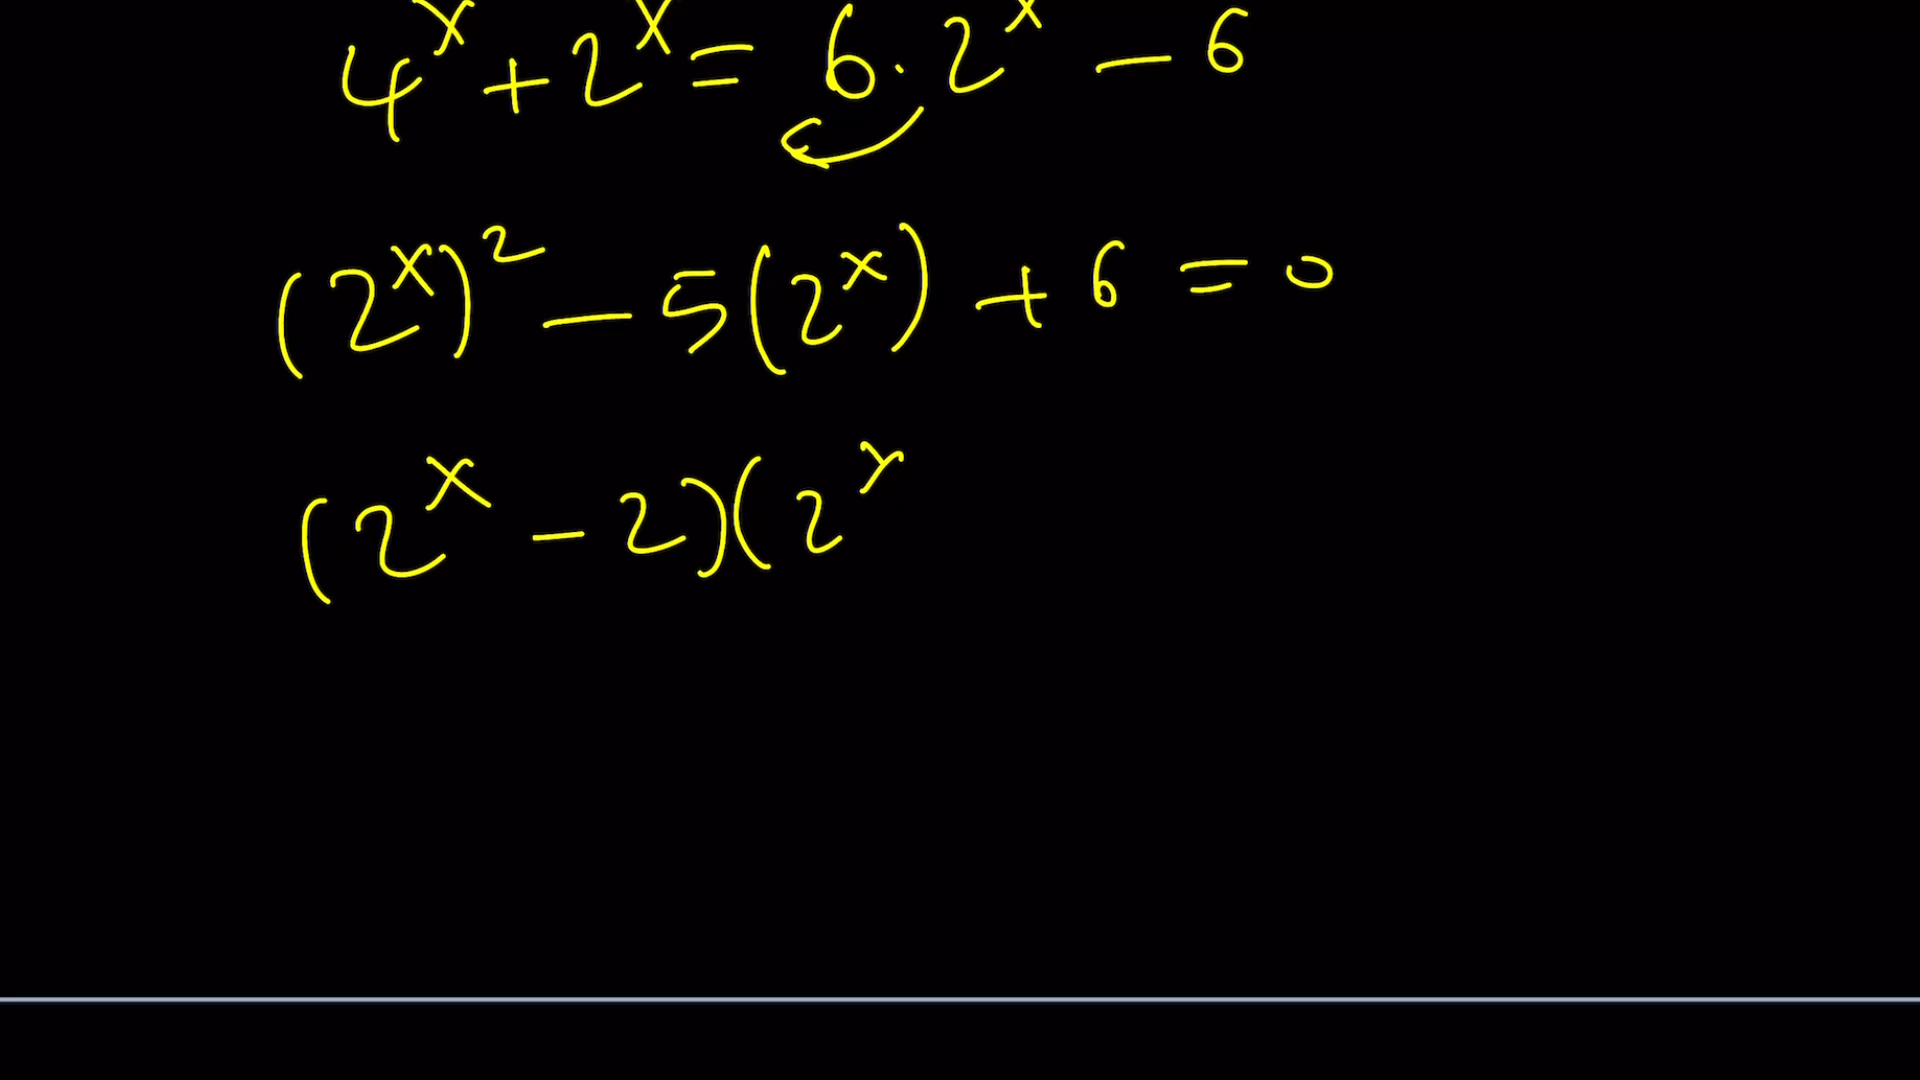 4^x + 2^x = 6 · 2^x − 6
(2^x)^2 − 5(2^x) + 6 = 0
(2^x − 2)(2^x